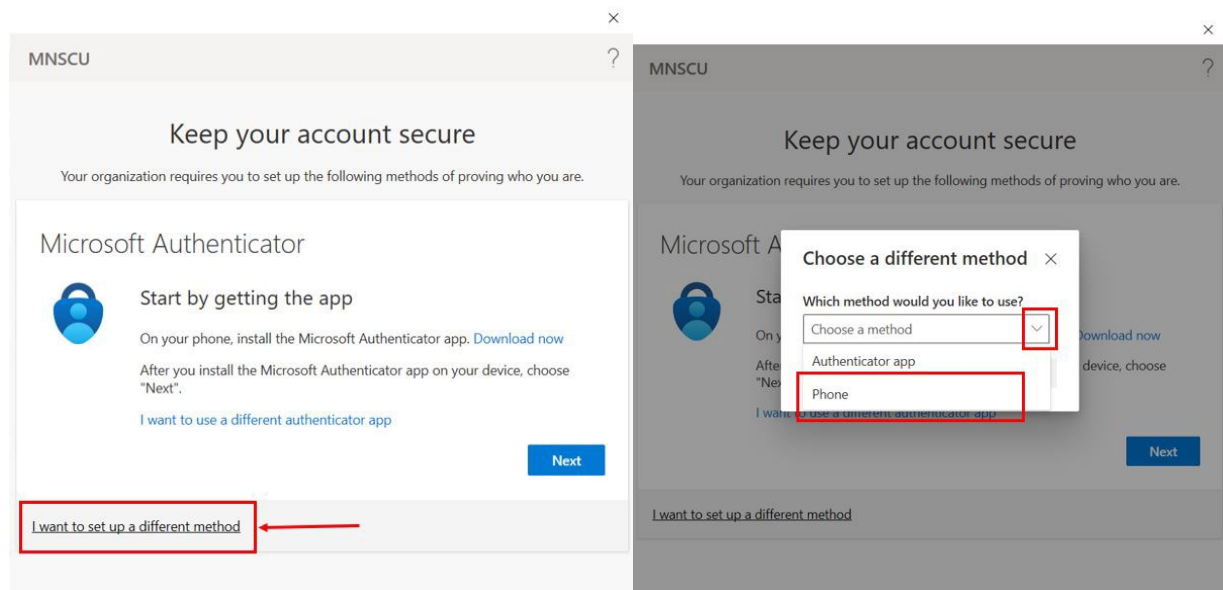 MNSCU
?
Keep your account secure
Your organization requires you to set up the following methods of proving who you are.
Microsoft Authenticator
Start by getting the app
On your phone, install the Microsoft Authenticator app. Download now
After you install the Microsoft Authenticator app on your device, choose
"Next".
I want to use a different authenticator app
Next
I want to set up a different method
MNSCU
?
Keep your account secure
Your organization requires you to set up the following methods of proving who you are.
Microsoft A
Choose a different method
Sta
Which method would you like to use?
Choose a method
On y
Download now
Authenticator app
Afte
device, choose
"Nex
Phone
I want to use a different authenticator app
Next
I want to set up a different method